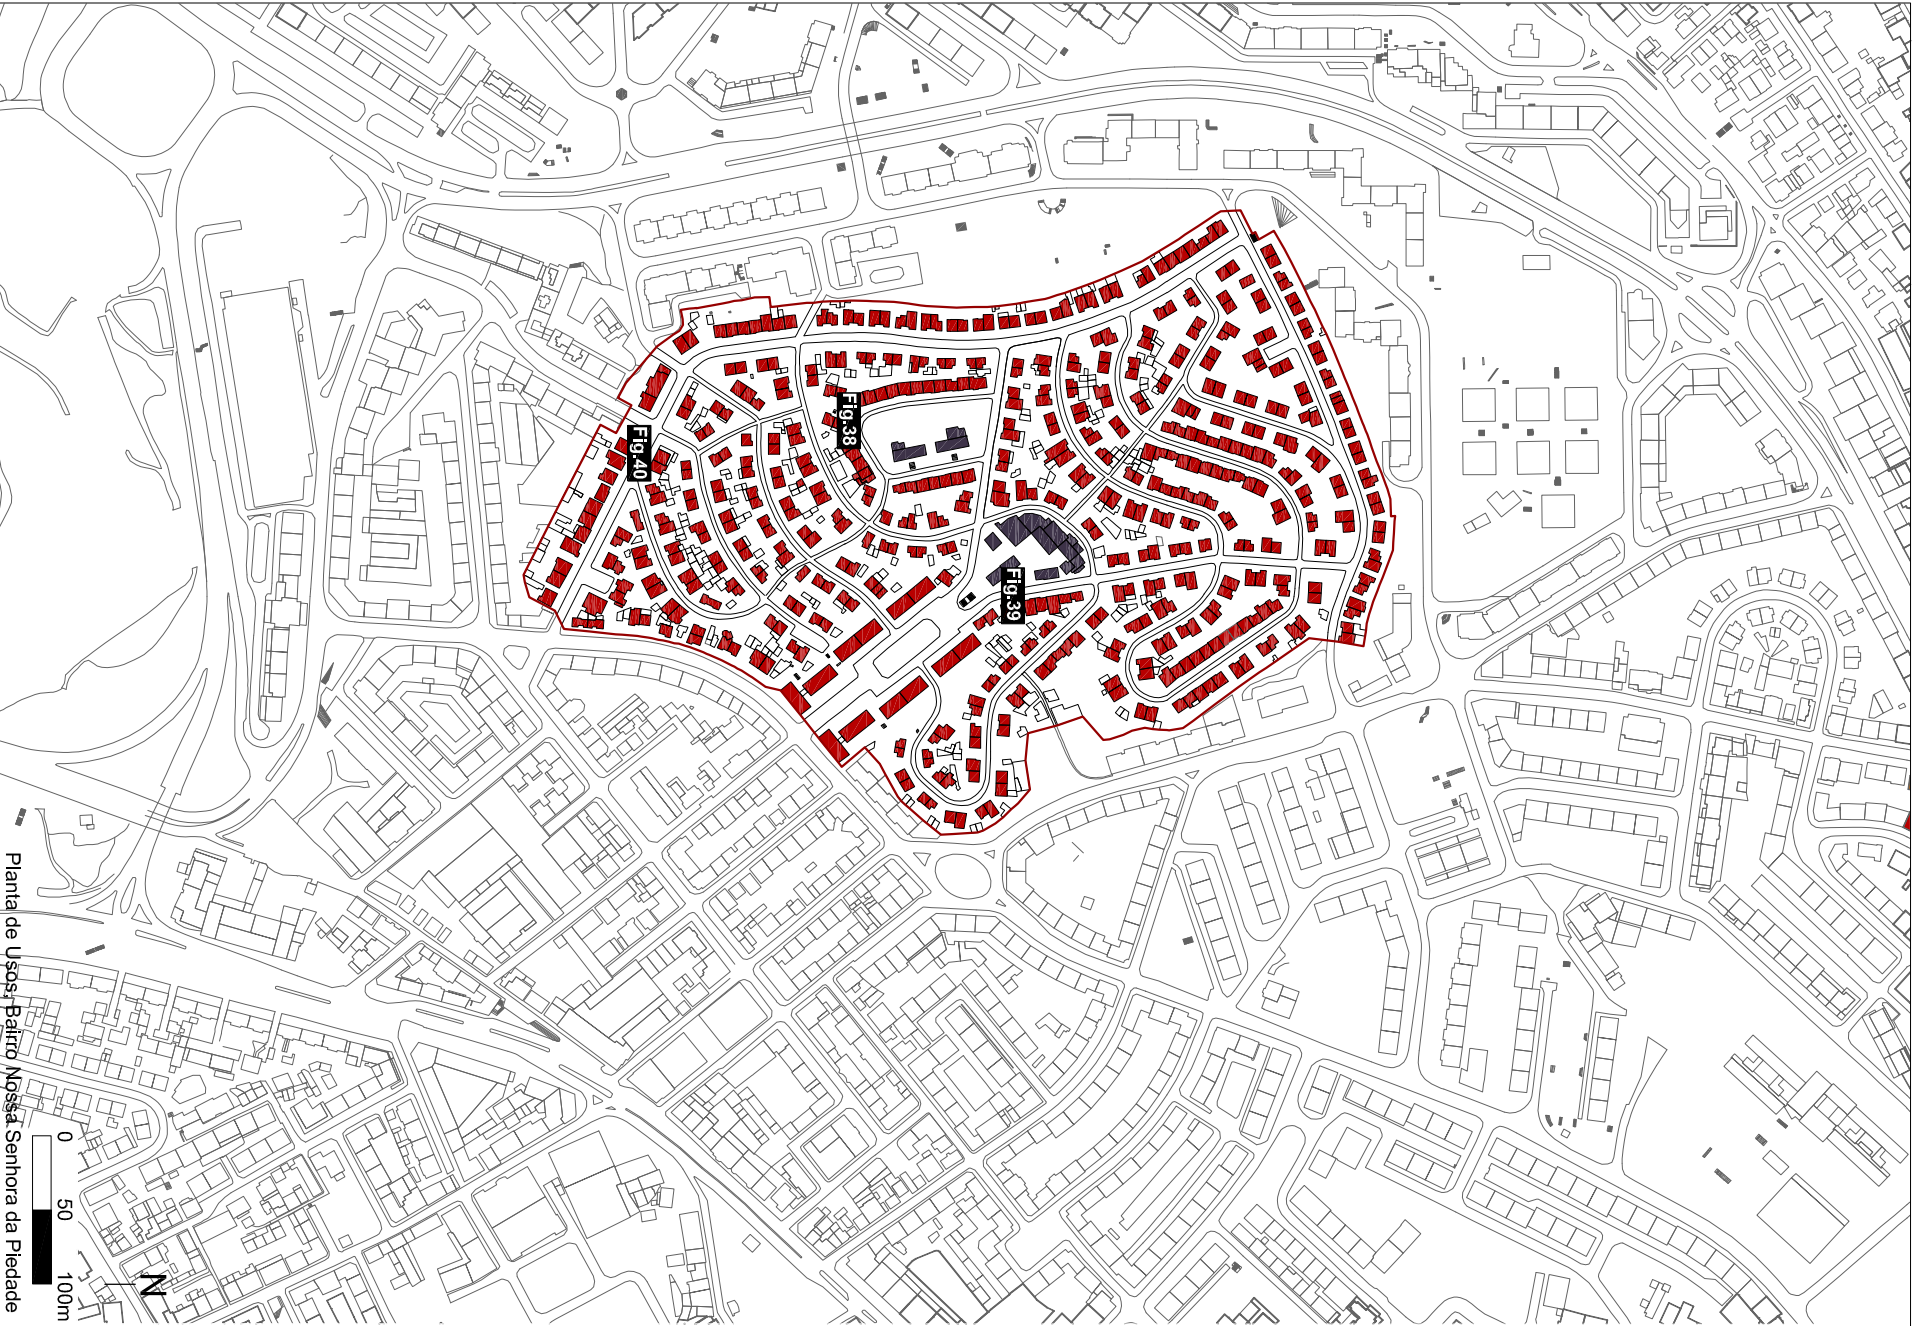 Fig.38
Fig.40
Fig.39
Planta de Usos, Bairro Nossa Senhora da Piedade
0 50 100m
N